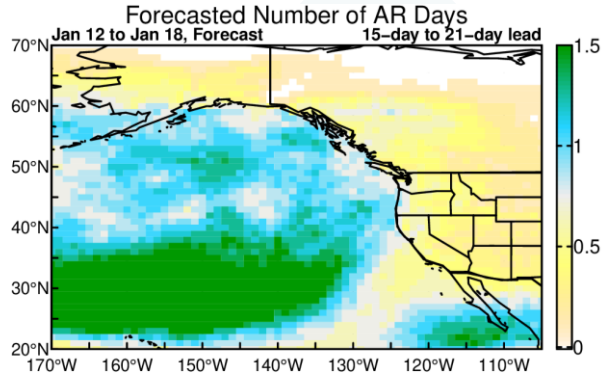 Forecasted Number of AR Days
Jan 12 to Jan 18, Forecast 15−day to 21−day lead
70°N
60°N
50°N
40°N
30°N
20°N
170°W 160°W 150°W 140°W 130°W 120°W 110°W
1.5
1
0.5
0